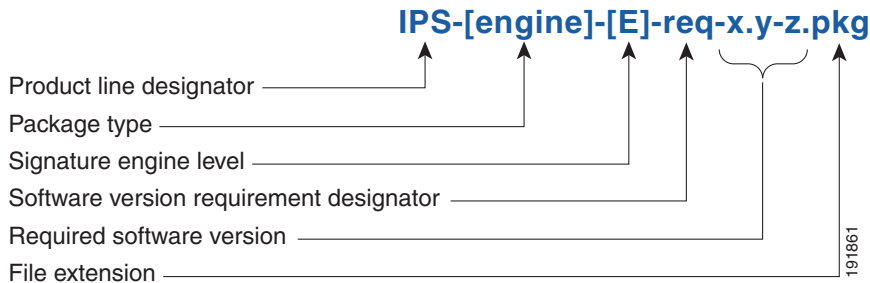 IPS-[engine]-[E]-req-x.y-z.pkg
Product line designator
Package type
Signature engine level
Software version requirement designator
Required software version
File extension
191861